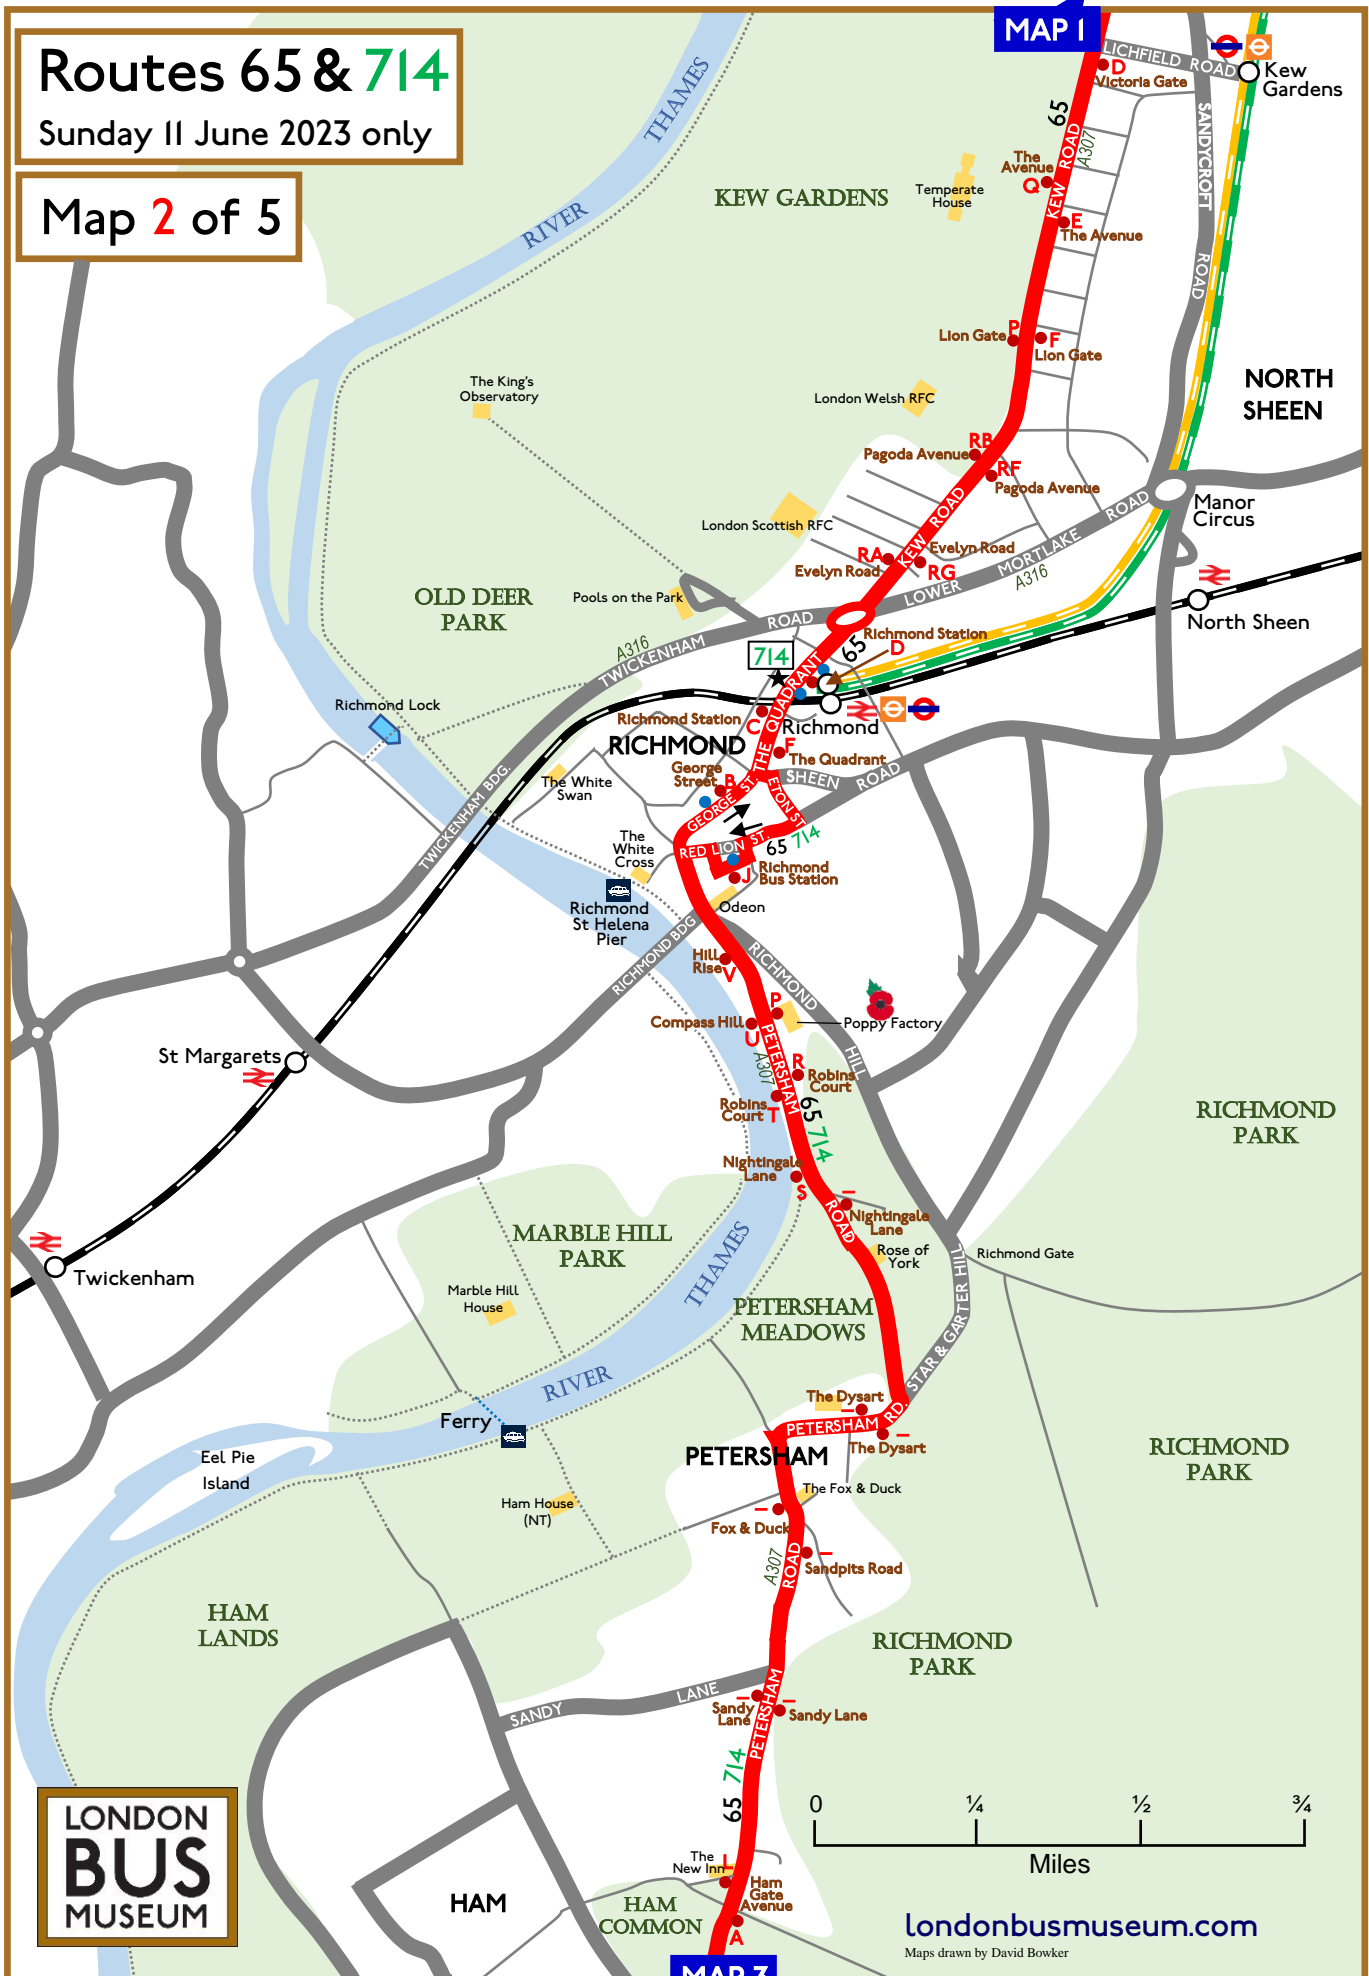 MAP 1
Routes 65 & 714
Sunday 11 June 2023 only
Map 2 of 5
LICHFIELD ROAD
Kew
Gardens
D
Victoria Gate
65
KEW ROAD
A307
SANDYCROFT ROAD
RIVER THAMES
KEW GARDENS
Temperate
House
The
Avenue
Q
E
The Avenue
P
Lion Gate
F
Lion Gate
NORTH
SHEEN
The King's
Observatory
London Welsh RFC
RB
Pagoda Avenue
RF
Pagoda Avenue
Manor
Circus
London Scottish RFC
KEW ROAD
RA
Evelyn Road
Evelyn Road
RG
LOWER MORTLAKE ROAD
A316
North Sheen
OLD DEER
PARK
Pools on the Park
A316
TWICKENHAM ROAD
714
65
Richmond Station
D
Richmond Lock
Richmond Station
C
THE QUADRANT
Richmond
RICHMOND
F
The Quadrant
George
Street
B
GEORGE ST.
ETON ST.
SHEEN ROAD
The White
Swan
TWICKENHAM BDG.
The
White
Cross
RED LION ST.
65 714
J
Richmond
Bus Station
Odeon
Richmond
St Helena
Pier
RICHMOND BDG
Hill
Rise
V
RICHMOND HILL
P
Compass Hill
U
Poppy Factory
St Margarets
PETERSHAM ROAD
A307
R
Robins
Court
Robins
Court
T
65 714
RICHMOND
PARK
Nightingale
Lane
S
Nightingale
Lane
Rose of
York
Richmond Gate
MARBLE HILL
PARK
Twickenham
Marble Hill
House
RIVER THAMES
PETERSHAM
MEADOWS
STAR & GARTER HILL
The Dysart
PETERSHAM RD.
The Dysart
Ferry
PETERSHAM
RICHMOND
PARK
Eel Pie
Island
The Fox & Duck
Ham House
(NT)
Fox & Duck
A307
Sandpits Road
PETERSHAM ROAD
HAM
LANDS
RICHMOND
PARK
SANDY LANE
Sandy
Lane
Sandy Lane
65 714
LONDON
BUS
MUSEUM
0 ¼ ½ ¾
Miles
The
New Inn
L
Ham
Gate
Avenue
HAM
HAM
COMMON
A
londonbusmuseum.com
Maps drawn by David Bowker
MAP 3